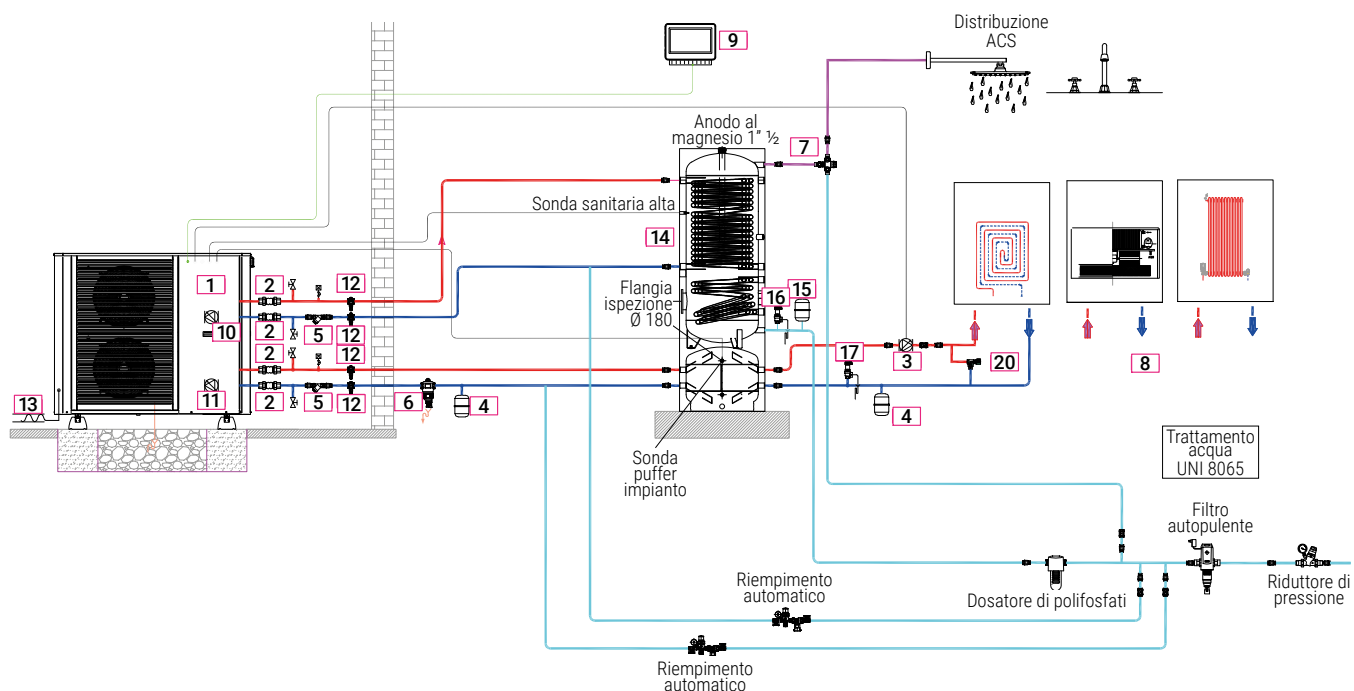 9
Distribuzione
ACS
Anodo al
magnesio 1” ½
7
Sonda sanitaria alta
14
1
2
12
10
2
5
12
2
12
11
2
5
12
13
6
4
Flangia
ispezione
Ø 180
16
15
17
3
20
4
8
Sonda
puffer
impianto
Trattamento
acqua
UNI 8065
Filtro
autopulente
Riduttore di
pressione
Dosatore di polifosfati
Riempimento
automatico
Riempimento
automatico